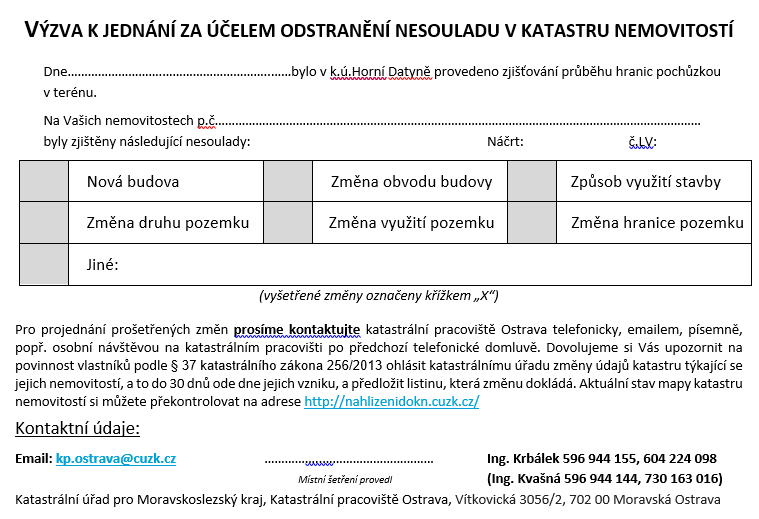 VÝZVA K JEDNÁNÍ ZA ÚČELEM ODSTRANĚNÍ NESOULADU V KATASTRU NEMOVITOSTÍ
Dne……………………………………………………………bylo v k.ú.Horní Datyně provedeno zjišťování průběhu hranic pochůzkou
v terénu.
Na Vašich nemovitostech p.č……………………………………………………………………………………………………………………………
byly zjištěny následující nesoulady: Náčrt: č.LV:
Nová budova Změna obvodu budovy Způsob využití stavby
Změna druhu pozemku Změna využití pozemku Změna hranice pozemku
Jiné:
(vyšetřené změny označeny křížkem „X“)
Pro projednání prošetřených změn prosíme kontaktujte katastrální pracoviště Ostrava telefonicky, emailem, písemně,
popř. osobní návštěvou na katastrálním pracovišti po předchozí telefonické domluvě. Dovolujeme si Vás upozornit na
povinnost vlastníků podle § 37 katastrálního zákona 256/2013 ohlásit katastrálnímu úřadu změny údajů katastru týkající se
jejich nemovitostí, a to do 30 dnů ode dne jejich vzniku, a předložit listinu, která změnu dokládá. Aktuální stav mapy katastru
nemovitostí si můžete překontrolovat na adrese http://nahlizenidokn.cuzk.cz/
Kontaktní údaje:
Email: kp.ostrava@cuzk.cz ………………………………………… Ing. Krbálek 596 944 155, 604 224 098
Místní šetření provedl (Ing. Kvašná 596 944 144, 730 163 016)
Katastrální úřad pro Moravskoslezský kraj, Katastrální pracoviště Ostrava, Vítkovická 3056/2, 702 00 Moravská Ostrava